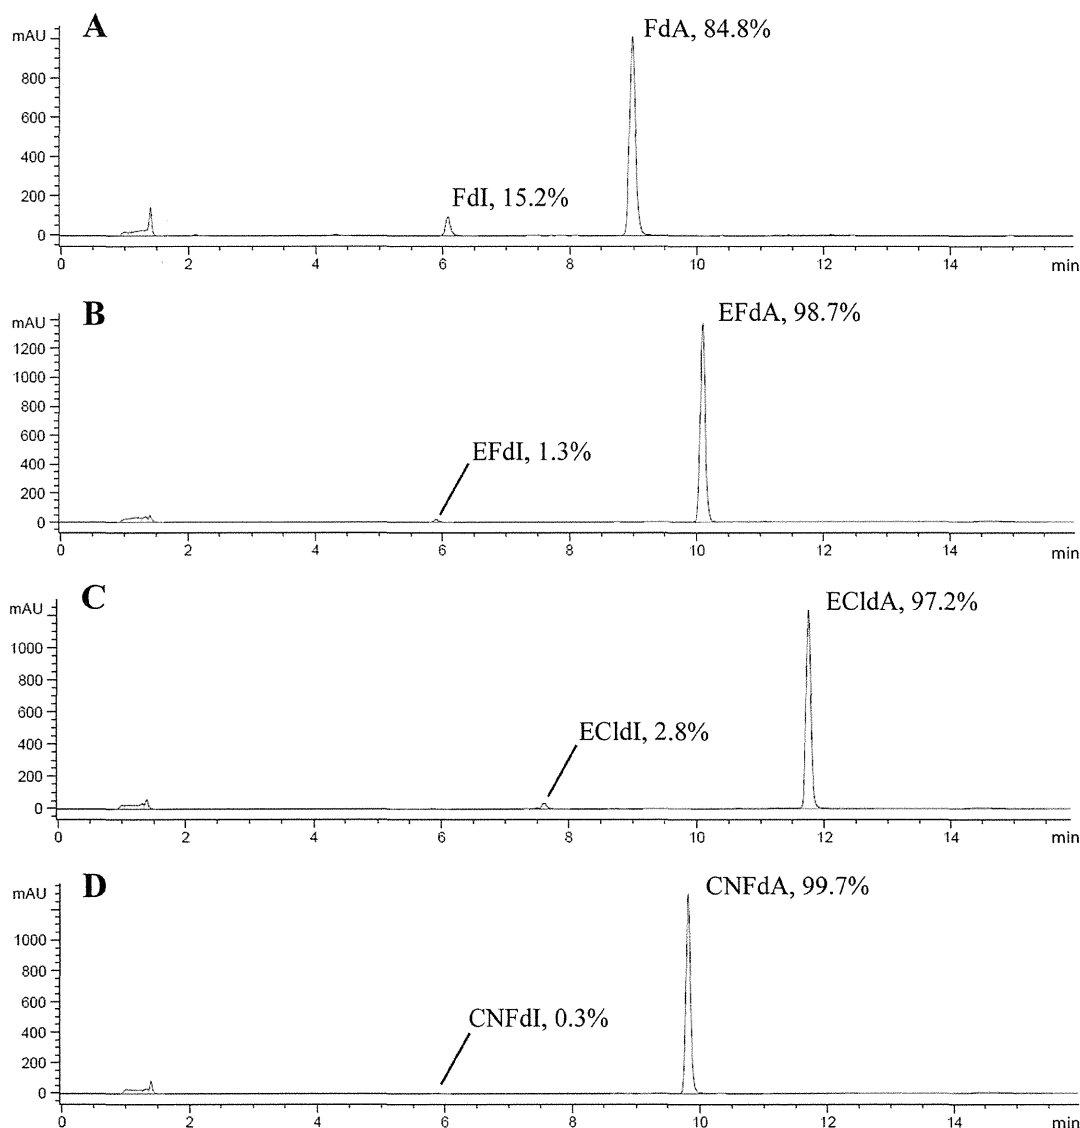 A
mAU
FdA, 84.8%
800
600
400
FdI, 15.2%
200
0
0 2 4 6 8 10 12 14 min
B
mAU
EFdA, 98.7%
1200
1000
800
600
EFdI, 1.3%
400
200
0
0 2 4 6 8 10 12 14 min
C
mAU
ECldA, 97.2%
1000
800
600
ECldI, 2.8%
400
200
0
0 2 4 6 8 10 12 14 min
D
mAU
CNFdA, 99.7%
1000
800
600
CNFdI, 0.3%
400
200
0
0 2 4 6 8 10 12 14 min